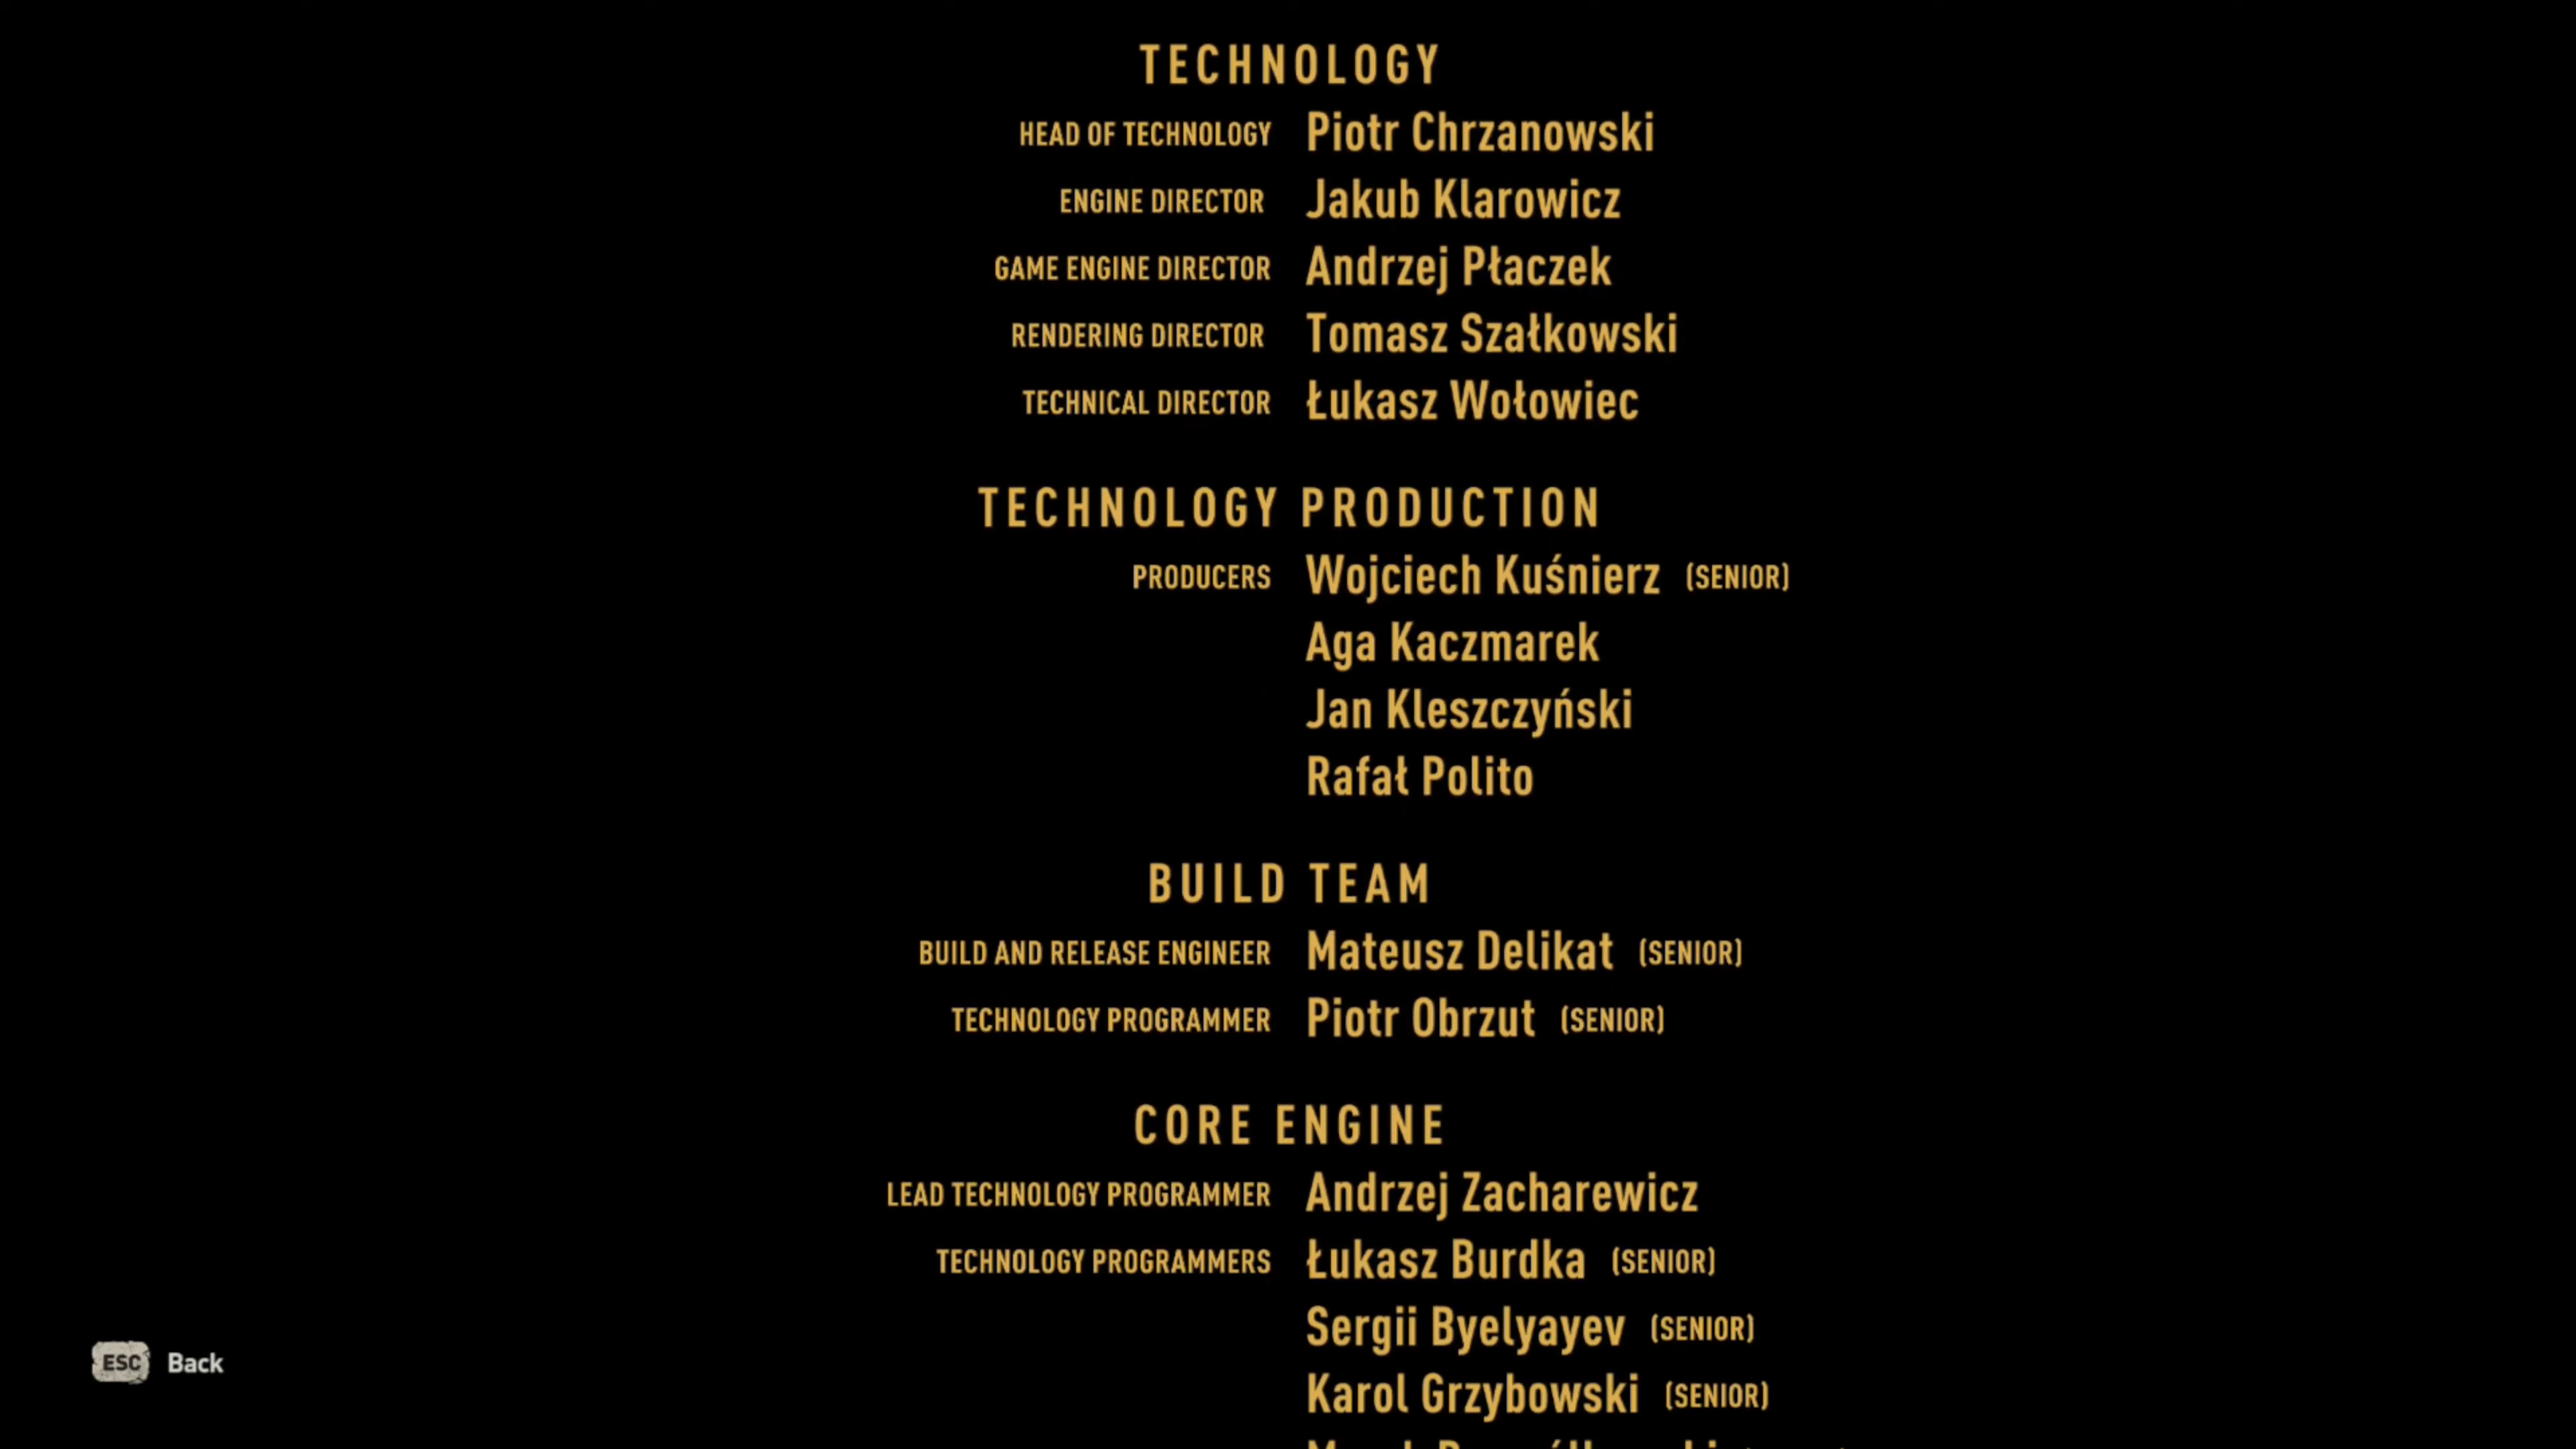 TECHNOLOGY
HEAD OF TECHNOLOGY Piotr Chrzanowski
ENGINE DIRECTOR Jakub Klarowicz
GAME ENGINE DIRECTOR Andrzej Płaczek
RENDERING DIRECTOR Tomasz Szałkowski
TECHNICAL DIRECTOR Łukasz Wołowiec
TECHNOLOGY PRODUCTION
PRODUCERS Wojciech Kuśnierz (SENIOR)
Aga Kaczmarek
Jan Kleszczyński
Rafał Polito
BUILD TEAM
BUILD AND RELEASE ENGINEER Mateusz Delikat (SENIOR)
TECHNOLOGY PROGRAMMER Piotr Obrzut (SENIOR)
CORE ENGINE
LEAD TECHNOLOGY PROGRAMMER Andrzej Zacharewicz
TECHNOLOGY PROGRAMMERS Łukasz Burdka (SENIOR)
Sergii Byelyayev (SENIOR)
Karol Grzybowski (SENIOR)
ESC Back